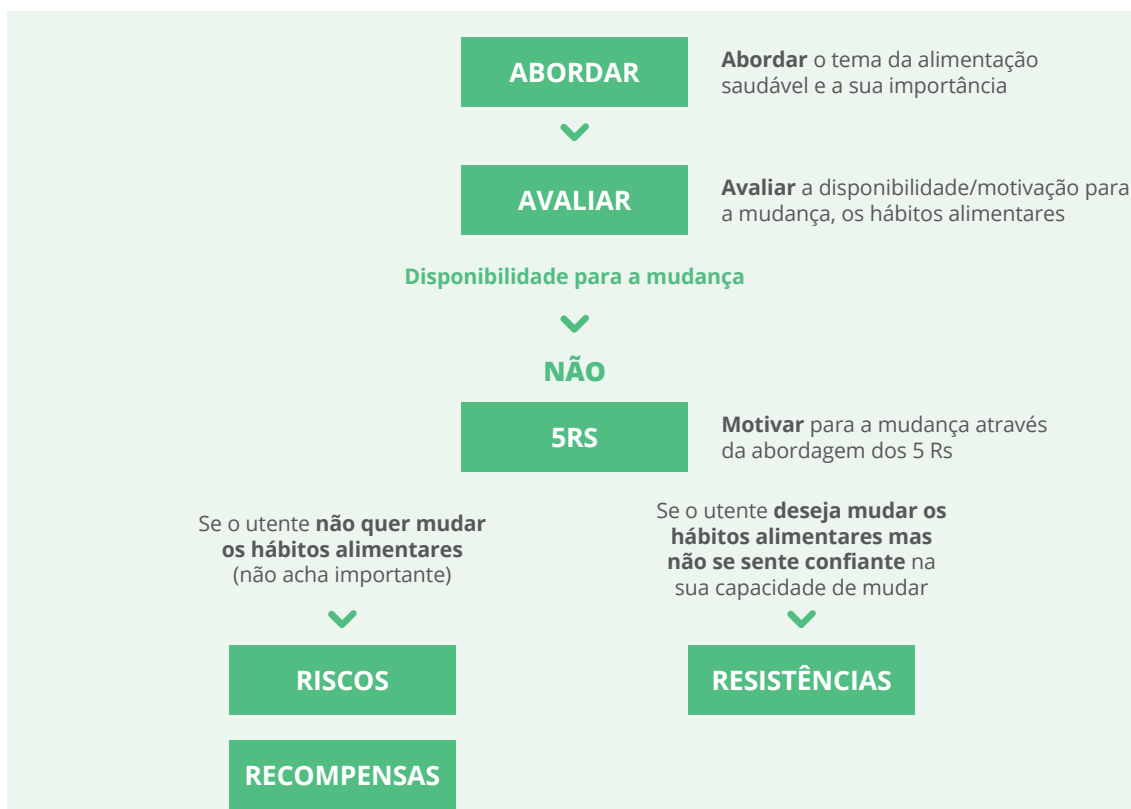 ABORDAR
Abordar o tema da alimentação
saudável e a sua importância
AVALIAR
Avaliar a disponibilidade/motivação para
a mudança, os hábitos alimentares
Disponibilidade para a mudança
NÃO
5RS
Motivar para a mudança através
da abordagem dos 5 Rs
Se o utente não quer mudar
os hábitos alimentares
(não acha importante)
Se o utente deseja mudar os
hábitos alimentares mas
não se sente confiante na
sua capacidade de mudar
RISCOS
RESISTÊNCIAS
RECOMPENSAS